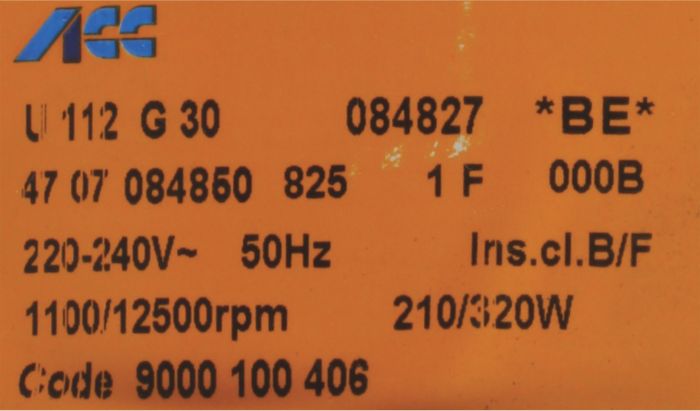 ACC
U 112 G 30 084827 *BE*
47 07 084850 825 1 F 000B
220-240V~ 50Hz Ins.cl.B/F
1100/12500rpm 210/320W
Code 9000 100 406